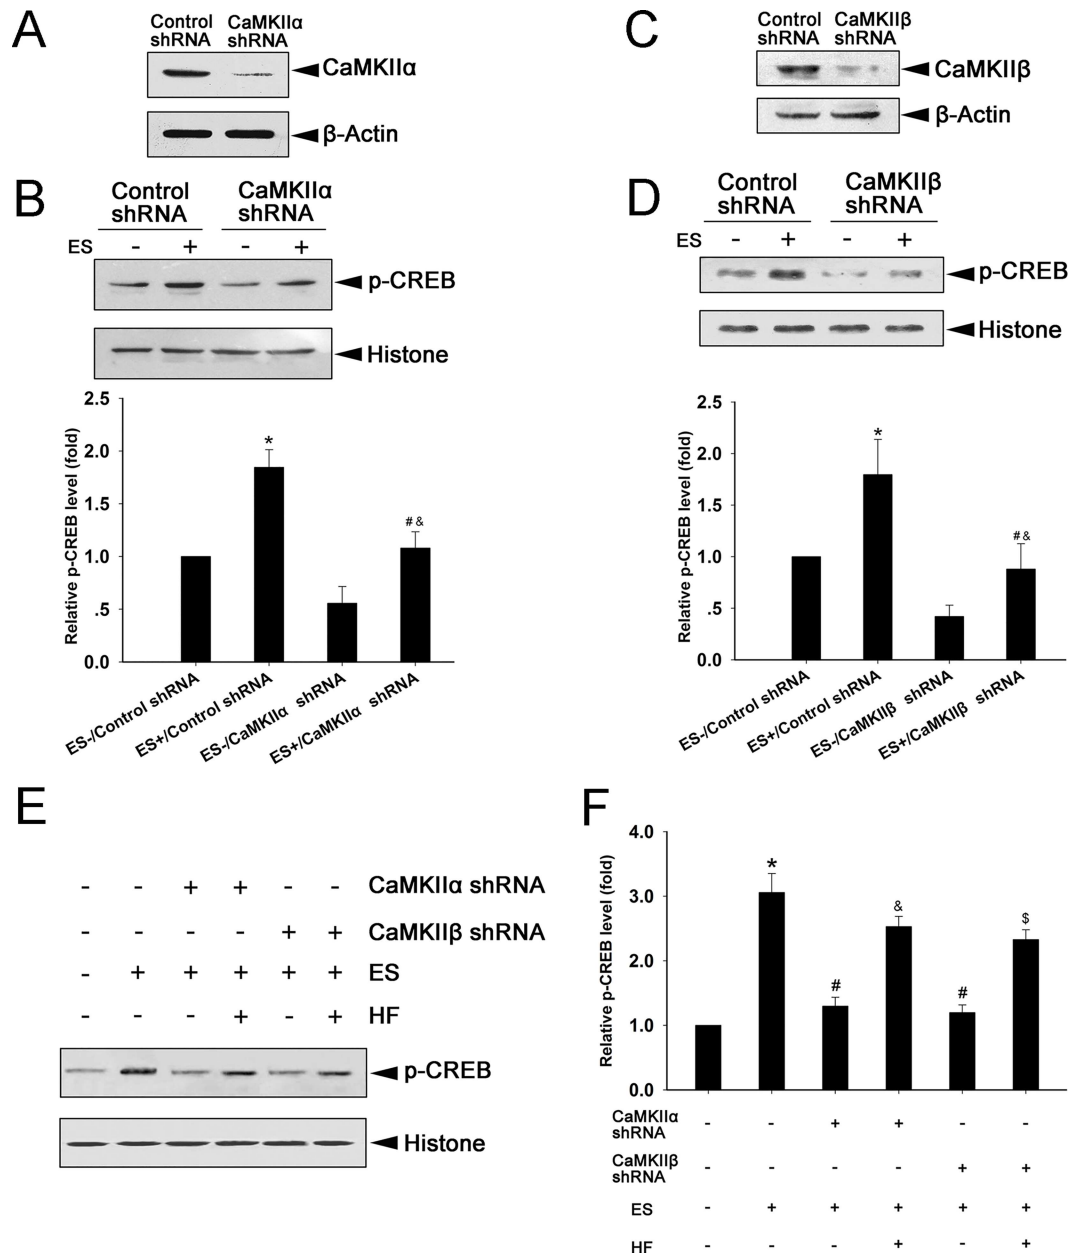 A
Control shRNA
CaMKIIα shRNA
CaMKIIα
β-Actin
B
Control shRNA
CaMKIIα shRNA
ES - + - +
p-CREB
Histone
Relative p-CREB level (fold)
2.5
2.0
1.5
1.0
.5
0.0
*
#&
ES-/Control shRNA
ES+/Control shRNA
ES-/CaMKIIα shRNA
ES+/CaMKIIα shRNA
C
Control shRNA
CaMKIIβ shRNA
CaMKIIβ
β-Actin
D
Control shRNA
CaMKIIβ shRNA
ES - + - +
p-CREB
Histone
Relative p-CREB level (fold)
2.5
2.0
1.5
1.0
.5
0.0
*
#&
ES-/Control shRNA
ES+/Control shRNA
ES-/CaMKIIβ shRNA
ES+/CaMKIIβ shRNA
E
- - + + - - CaMKIIα shRNA
- - - - + + CaMKIIβ shRNA
- + + + + + ES
- - - + - + HF
p-CREB
Histone
F
Relative p-CREB level (fold)
4.0
3.0
2.0
1.0
0.0
*
#
&
#
$
CaMKIIα shRNA - - + + - -
CaMKIIβ shRNA - - - - + +
ES - + + + + +
HF - - - + - +